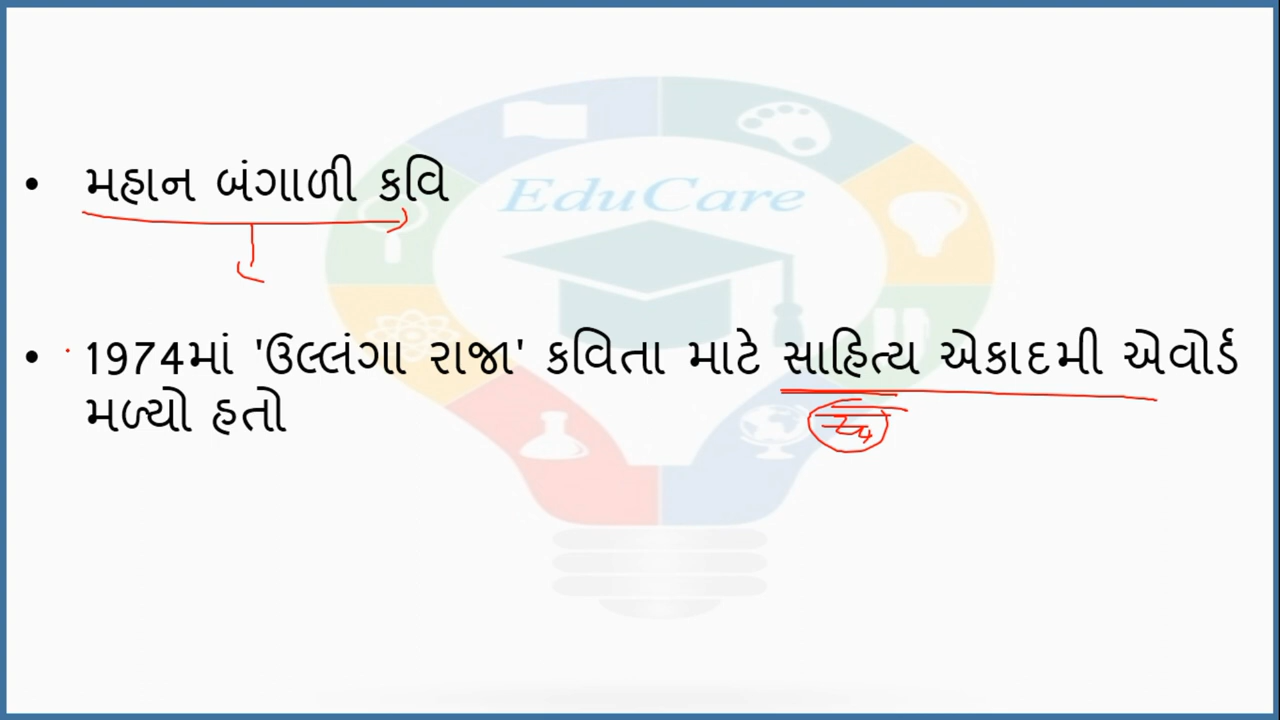 EduCare
• મહાન બંગાળી કવિ
• 1974માં 'ઉલ્લંગા રાજા' કવિતા માટે સાહિત્ય એકાદમી એવોર્ડ
મળ્યો હતો